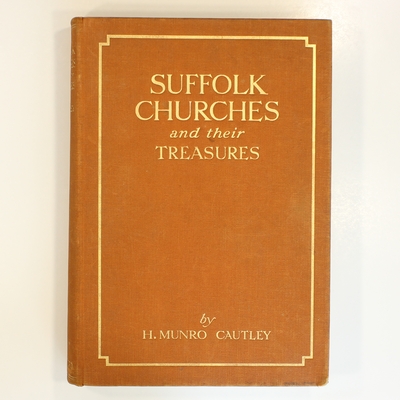 SUFFOLK
CHURCHES
and their
TREASURES
by
H. MUNRO CAUTLEY